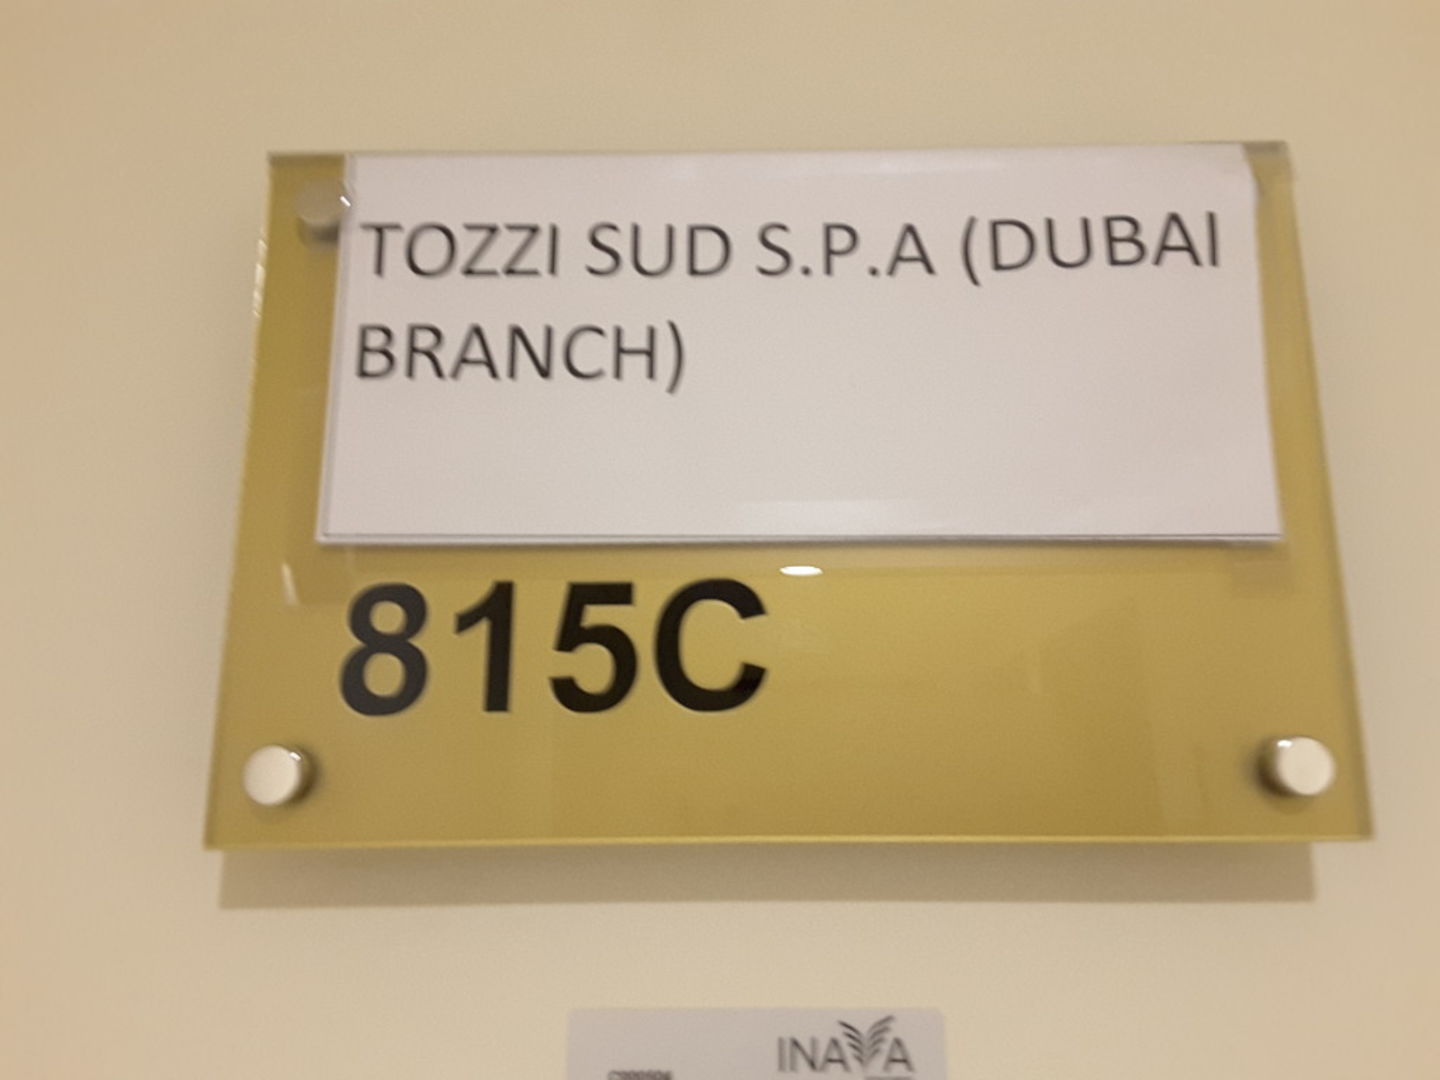 TOZZI SUD S.P.A (DUBAI
BRANCH)
815C
INAYA